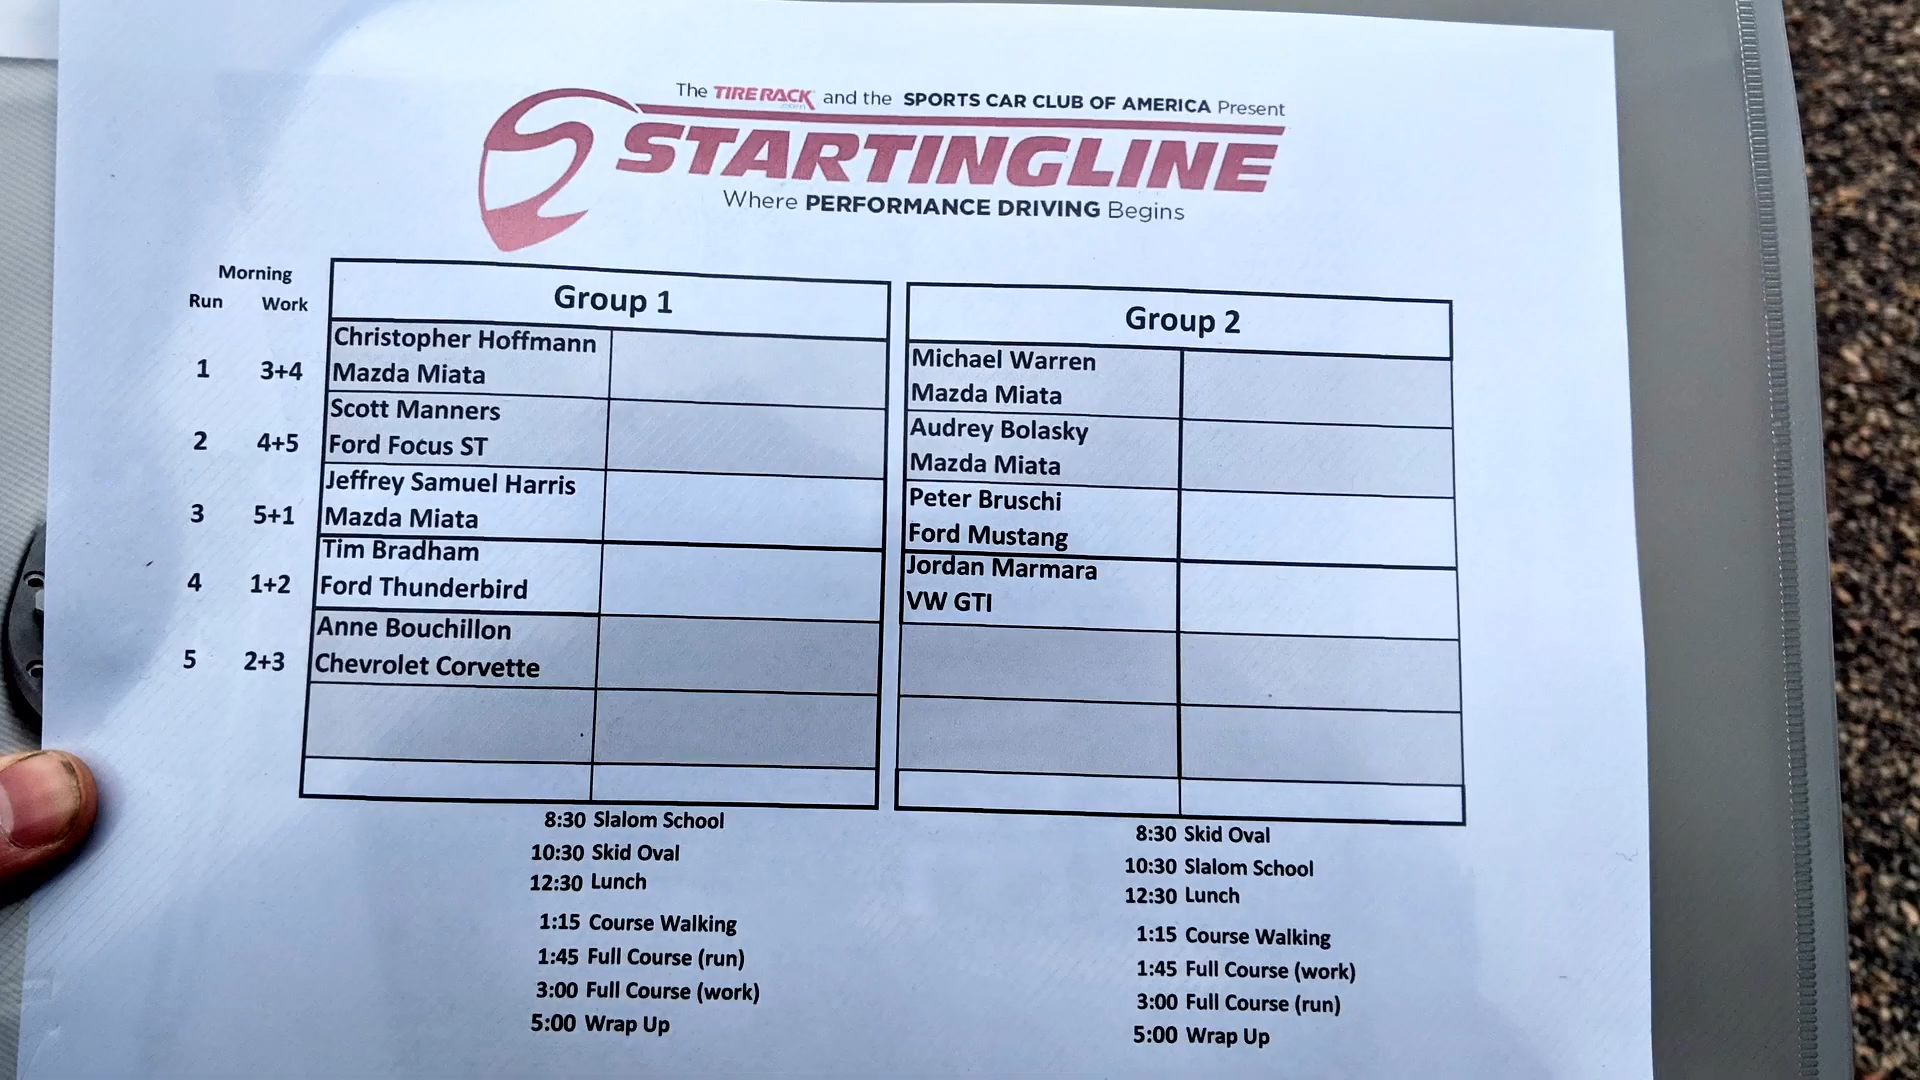 The TIRE RACK and the SPORTS CAR CLUB OF AMERICA Present
STARTINGLINE
Where PERFORMANCE DRIVING Begins
Morning
Run Work
Group 1
1 3+4 Christopher Hoffmann
Mazda Miata
2 4+5 Scott Manners
Ford Focus ST
3 5+1 Jeffrey Samuel Harris
Mazda Miata
4 1+2 Tim Bradham
Ford Thunderbird
5 2+3 Anne Bouchillon
Chevrolet Corvette
8:30 Slalom School
10:30 Skid Oval
12:30 Lunch
1:15 Course Walking
1:45 Full Course (run)
3:00 Full Course (work)
5:00 Wrap Up
Group 2
Michael Warren
Mazda Miata
Audrey Bolasky
Mazda Miata
Peter Bruschi
Ford Mustang
Jordan Marmara
VW GTI
8:30 Skid Oval
10:30 Slalom School
12:30 Lunch
1:15 Course Walking
1:45 Full Course (work)
3:00 Full Course (run)
5:00 Wrap Up